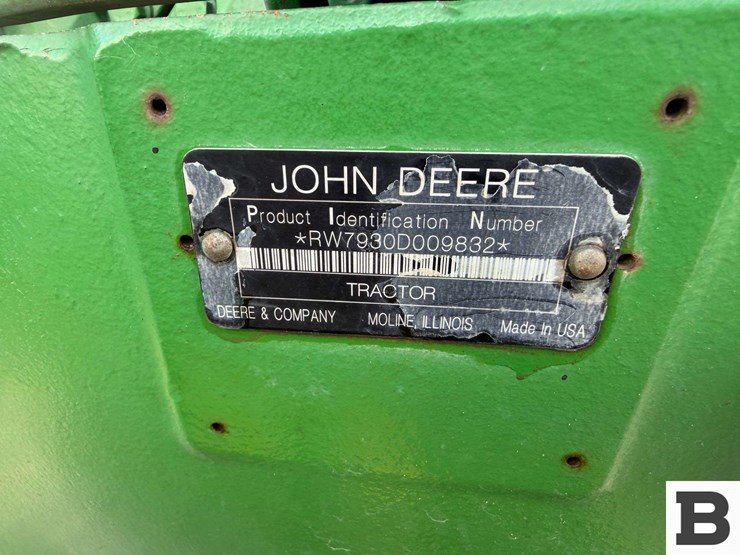 JOHN DEERE
Product Identification Number
*RW7930D009832*
TRACTOR
DEERE & COMPANY MOLINE, ILLINOIS Made In USA
B